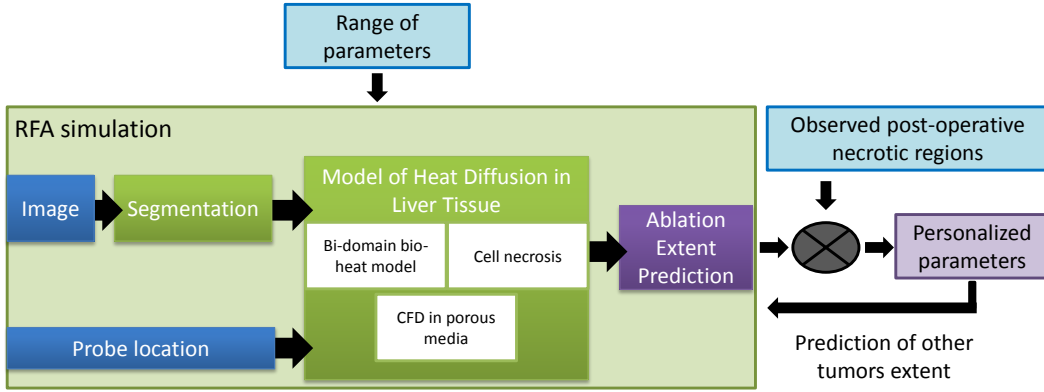 Range of
parameters
RFA simulation
Observed post-operative
necrotic regions
Image
Segmentation
Model of Heat Diffusion in
Liver Tissue
Bi-domain bio-
heat model
Cell necrosis
CFD in porous
media
Probe location
Ablation
Extent
Prediction
Personalized
parameters
Prediction of other
tumors extent